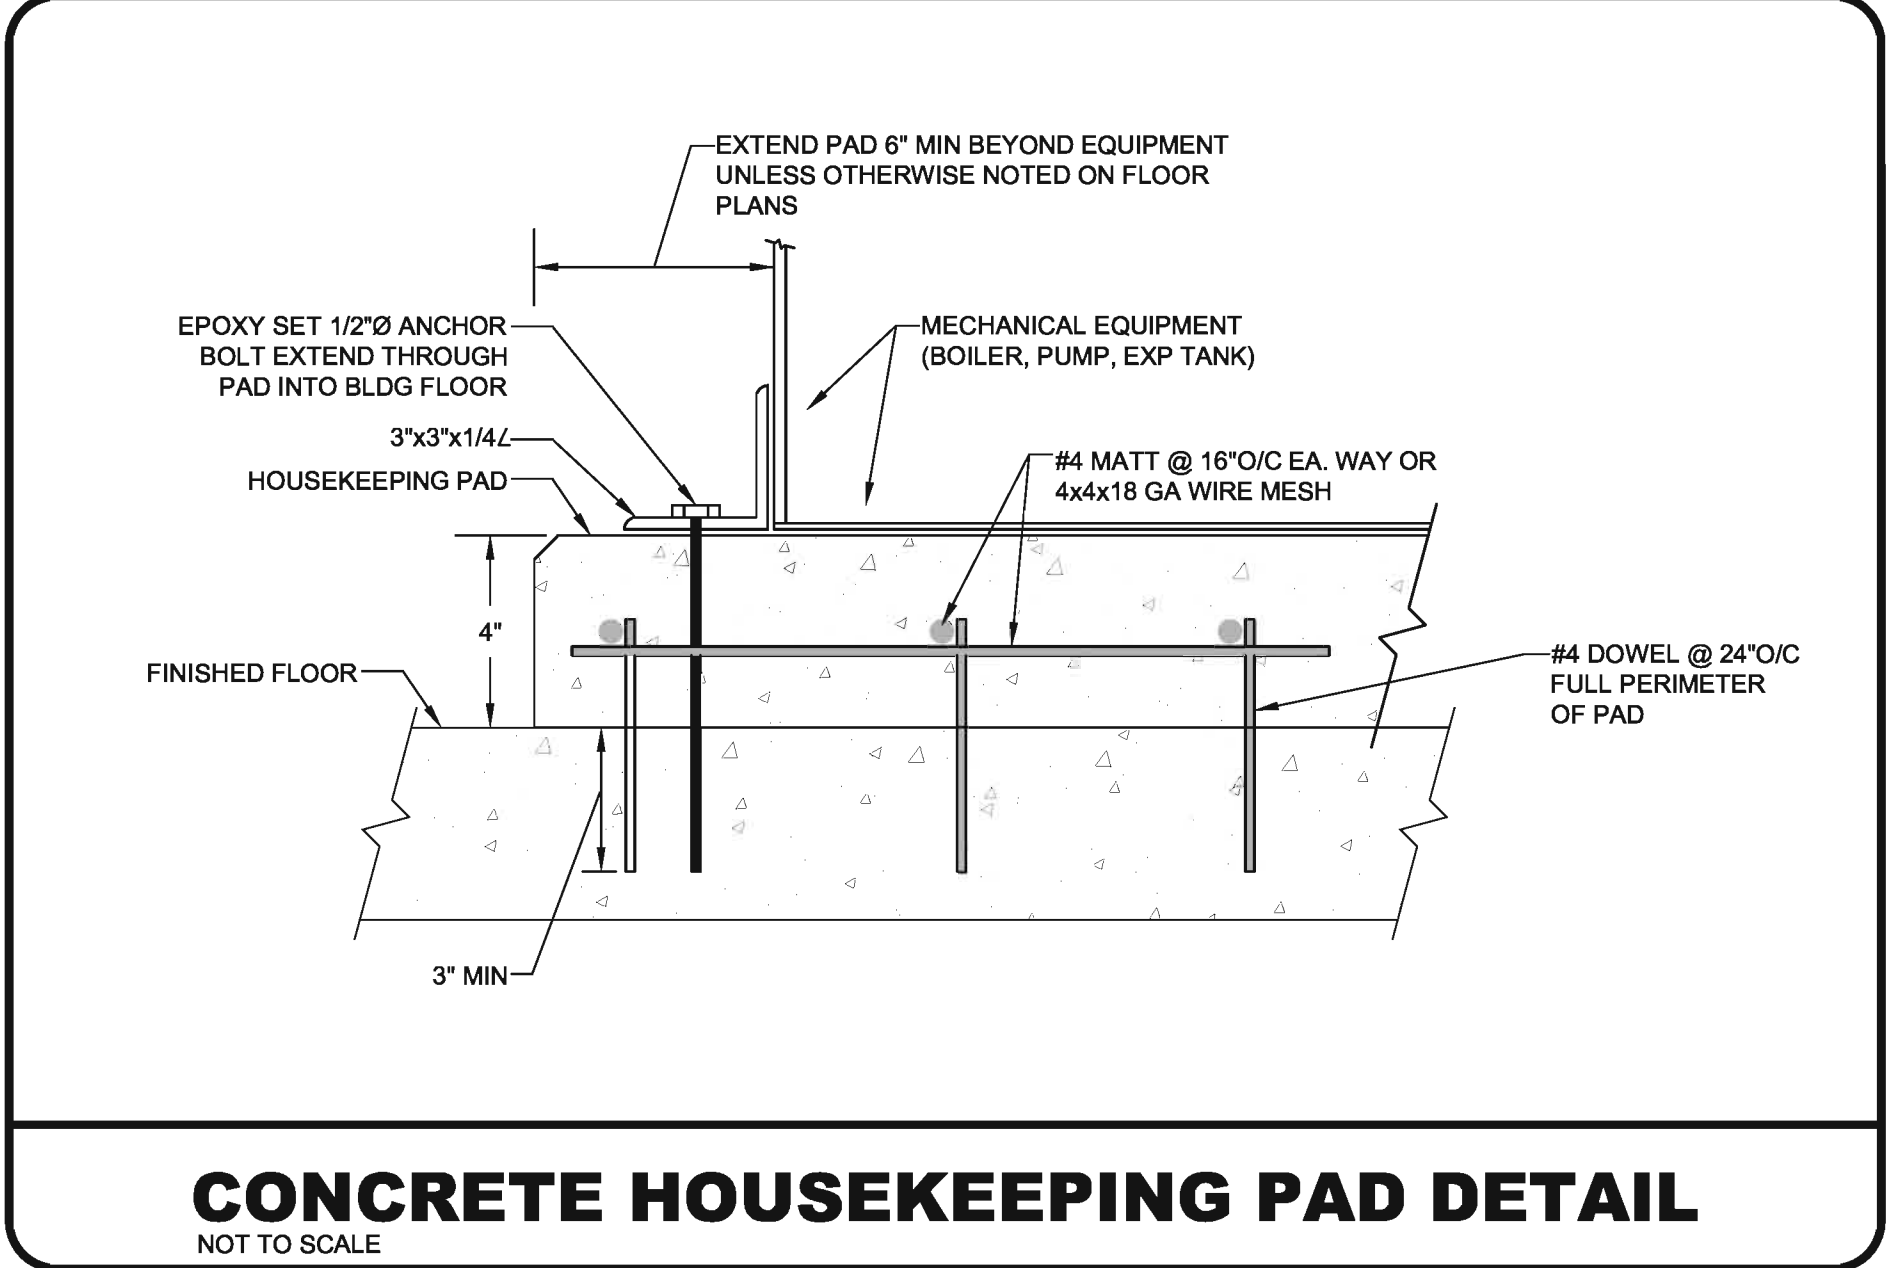 EXTEND PAD 6" MIN BEYOND EQUIPMENT
UNLESS OTHERWISE NOTED ON FLOOR
PLANS
EPOXY SET 1/2"Ø ANCHOR
BOLT EXTEND THROUGH
PAD INTO BLDG FLOOR
MECHANICAL EQUIPMENT
(BOILER, PUMP, EXP TANK)
3"x3"x1/4∠
HOUSEKEEPING PAD
#4 MATT @ 16"O/C EA. WAY OR
4x4x18 GA WIRE MESH
4"
FINISHED FLOOR
#4 DOWEL @ 24"O/C
FULL PERIMETER
OF PAD
3" MIN
CONCRETE HOUSEKEEPING PAD DETAIL
NOT TO SCALE